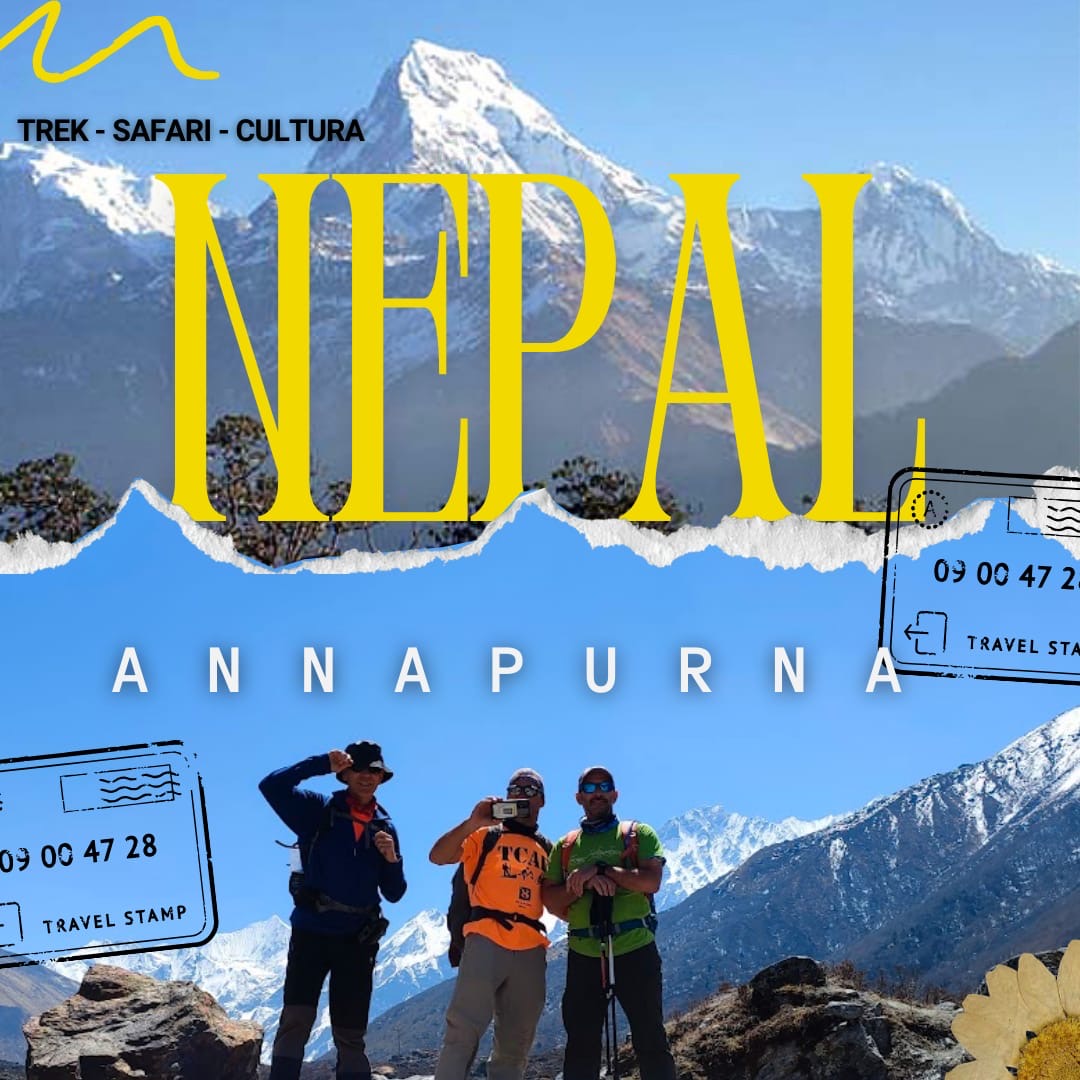 TREK - SAFARI - CULTURA
NEPAL
A
09 00 47 2
TRAVEL STA
ANNAPURNA
09 00 47 28
TRAVEL STAMP
TCA